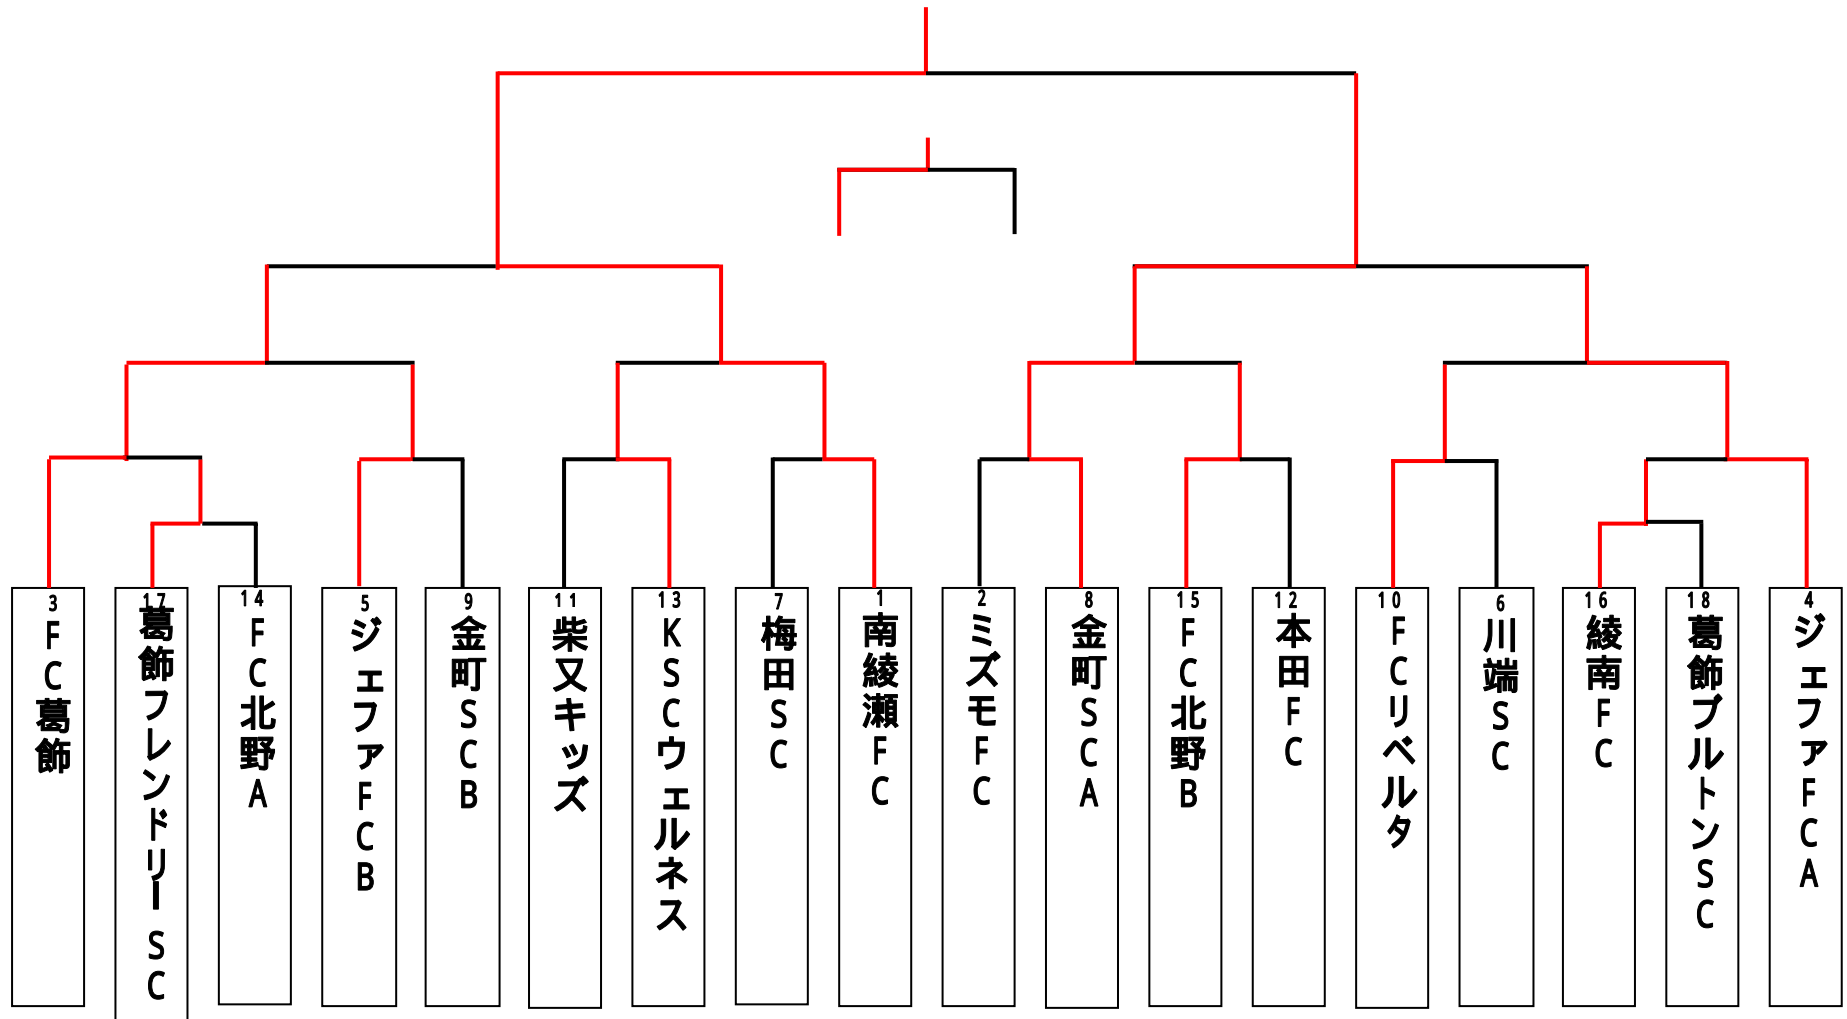 3
FC葛飾
17
葛飾フレンドリーSC
14
FC北野A
5
ジェファFCB
9
金町SCB
11
柴又キッズ
13
KSCウェルネス
7
梅田SC
1
南綾瀬FC
2
ミズモFC
8
金町SCA
15
FC北野B
12
本田FC
10
FCリベルタ
6
川端SC
16
綾南FC
18
葛飾ブルトンSC
4
ジェファFCA